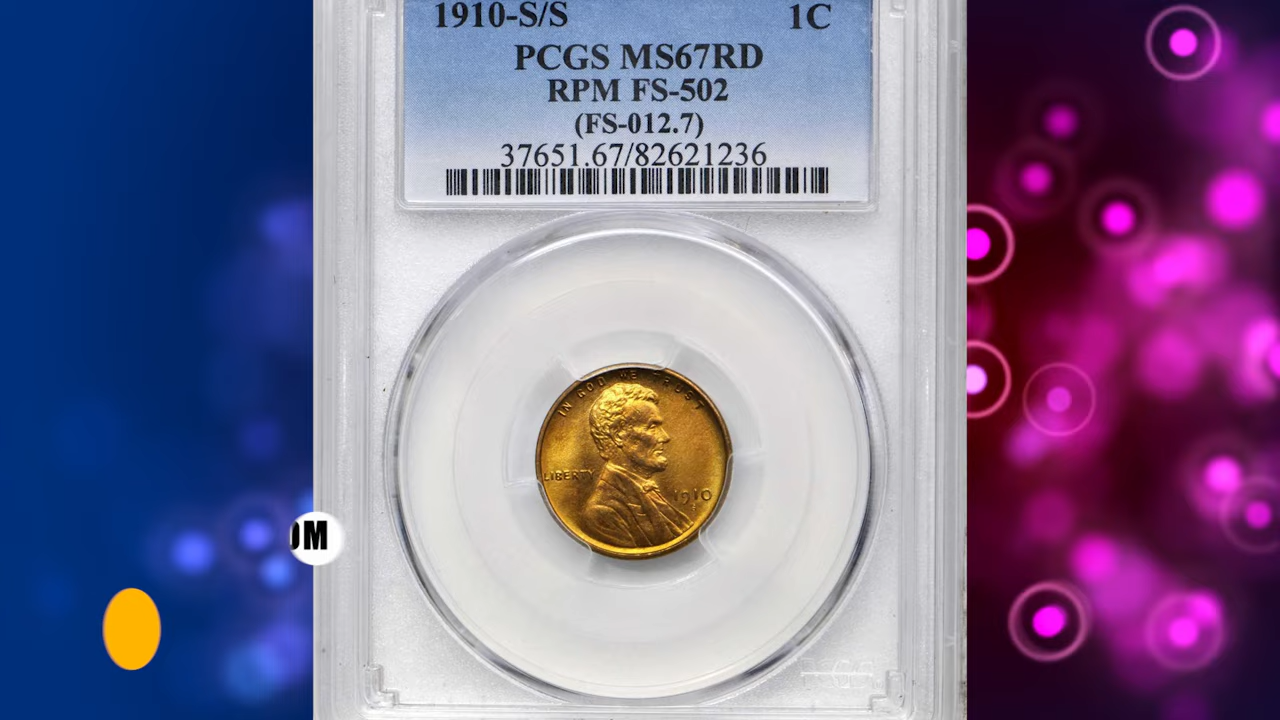 1910-S/S 1C
PCGS MS67RD
RPM FS-502
(FS-012.7)
37651.67/82621236
IN GOD WE TRUST
LIBERTY
1910
S
OM